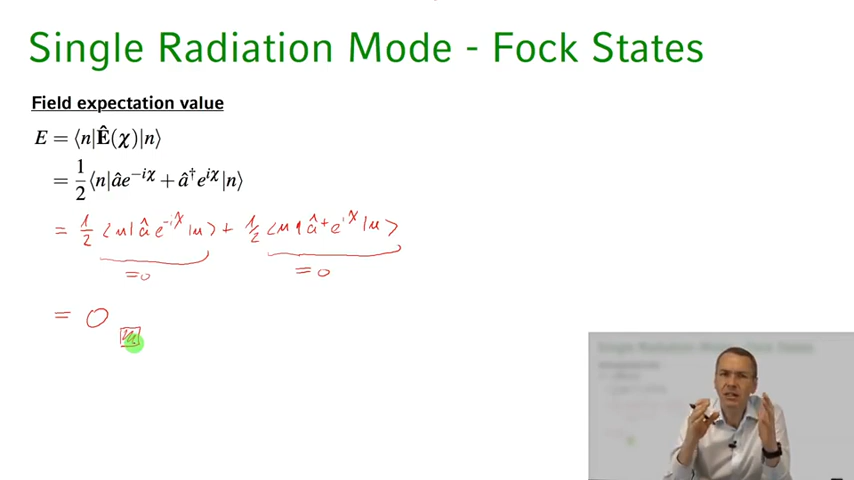 Single Radiation Mode - Fock States
Field expectation value
E = ⟨n|Ê(χ)|n⟩
= 1/2 ⟨n|âe^{-iχ} + â†e^{iχ}|n⟩
= 1/2 ⟨n|â e^{-iχ}|n⟩ + 1/2 ⟨n|â† e^{iχ}|n⟩
=0 =0
= 0